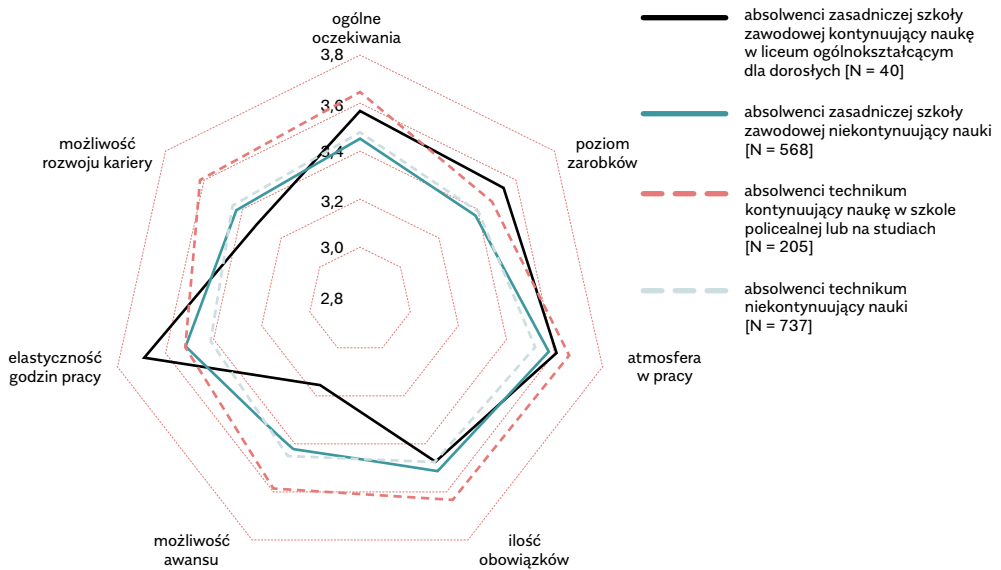 ogólne
oczekiwania
3,8
3,6
3,4
3,2
3,0
2,8
poziom
zarobków
atmosfera
w pracy
ilość
obowiązków
możliwość
awansu
elastyczność
godzin pracy
możliwość
rozwoju kariery
absolwenci zasadniczej szkoły
zawodowej kontynuujący naukę
w liceum ogólnokształcącym
dla dorosłych [N = 40]
absolwenci zasadniczej szkoły
zawodowej niekontynuujący nauki
[N = 568]
absolwenci technikum
kontynuujący naukę w szkole
policealnej lub na studiach
[N = 205]
absolwenci technikum
niekontynuujący nauki
[N = 737]